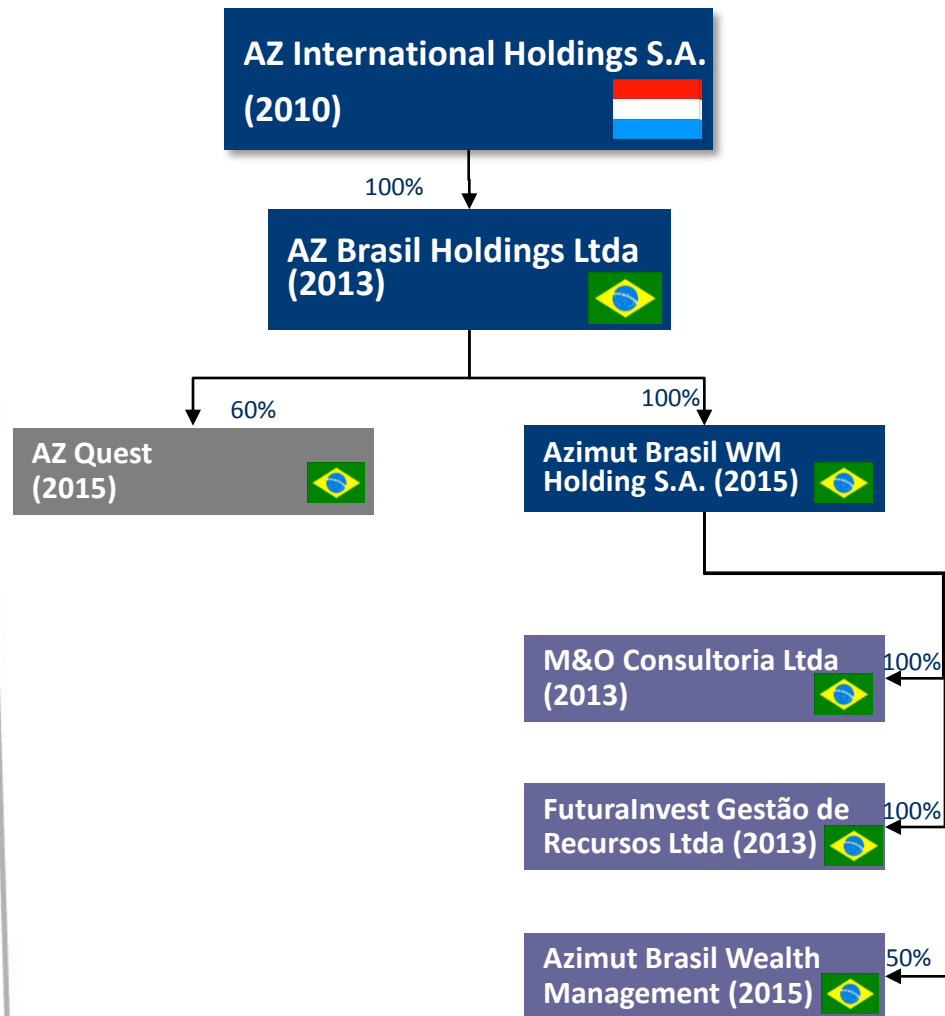 AZ International Holdings S.A.
(2010)
100%
AZ Brasil Holdings Ltda
(2013)
60%
100%
AZ Quest
(2015)
Azimut Brasil WM
Holding S.A. (2015)
M&O Consultoria Ltda
(2013)
100%
FuturaInvest Gestão de
Recursos Ltda (2013)
100%
Azimut Brasil Wealth
Management (2015)
50%